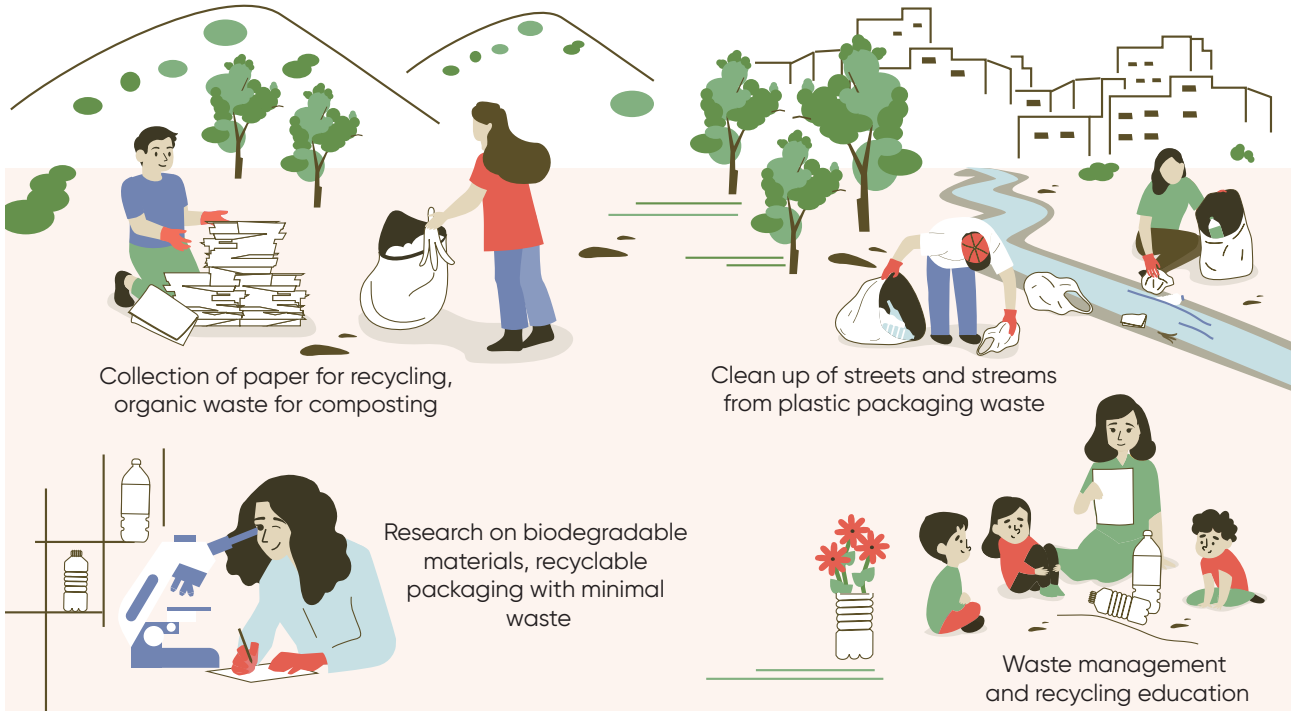 Collection of paper for recycling,
organic waste for composting
Clean up of streets and streams
from plastic packaging waste
Research on biodegradable
materials, recyclable
packaging with minimal
waste
Waste management
and recycling education